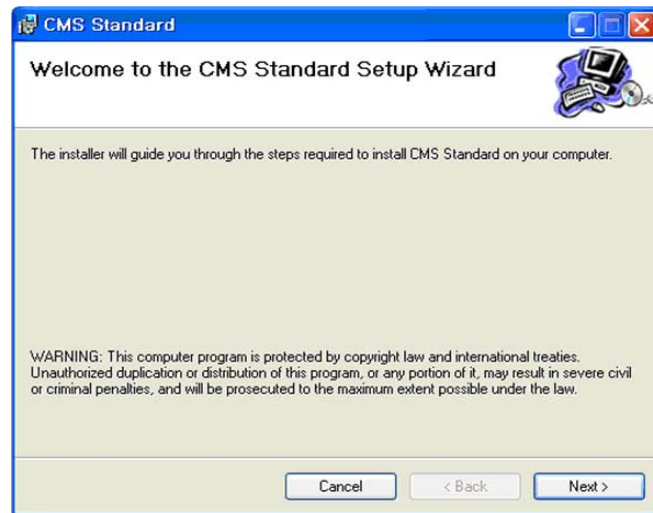 CMS Standard
Welcome to the CMS Standard Setup Wizard
The installer will guide you through the steps required to install CMS Standard on your computer.
WARNING: This computer program is protected by copyright law and international treaties.
Unauthorized duplication or distribution of this program, or any portion of it, may result in severe civil
or criminal penalties, and will be prosecuted to the maximum extent possible under the law.
Cancel < Back Next >